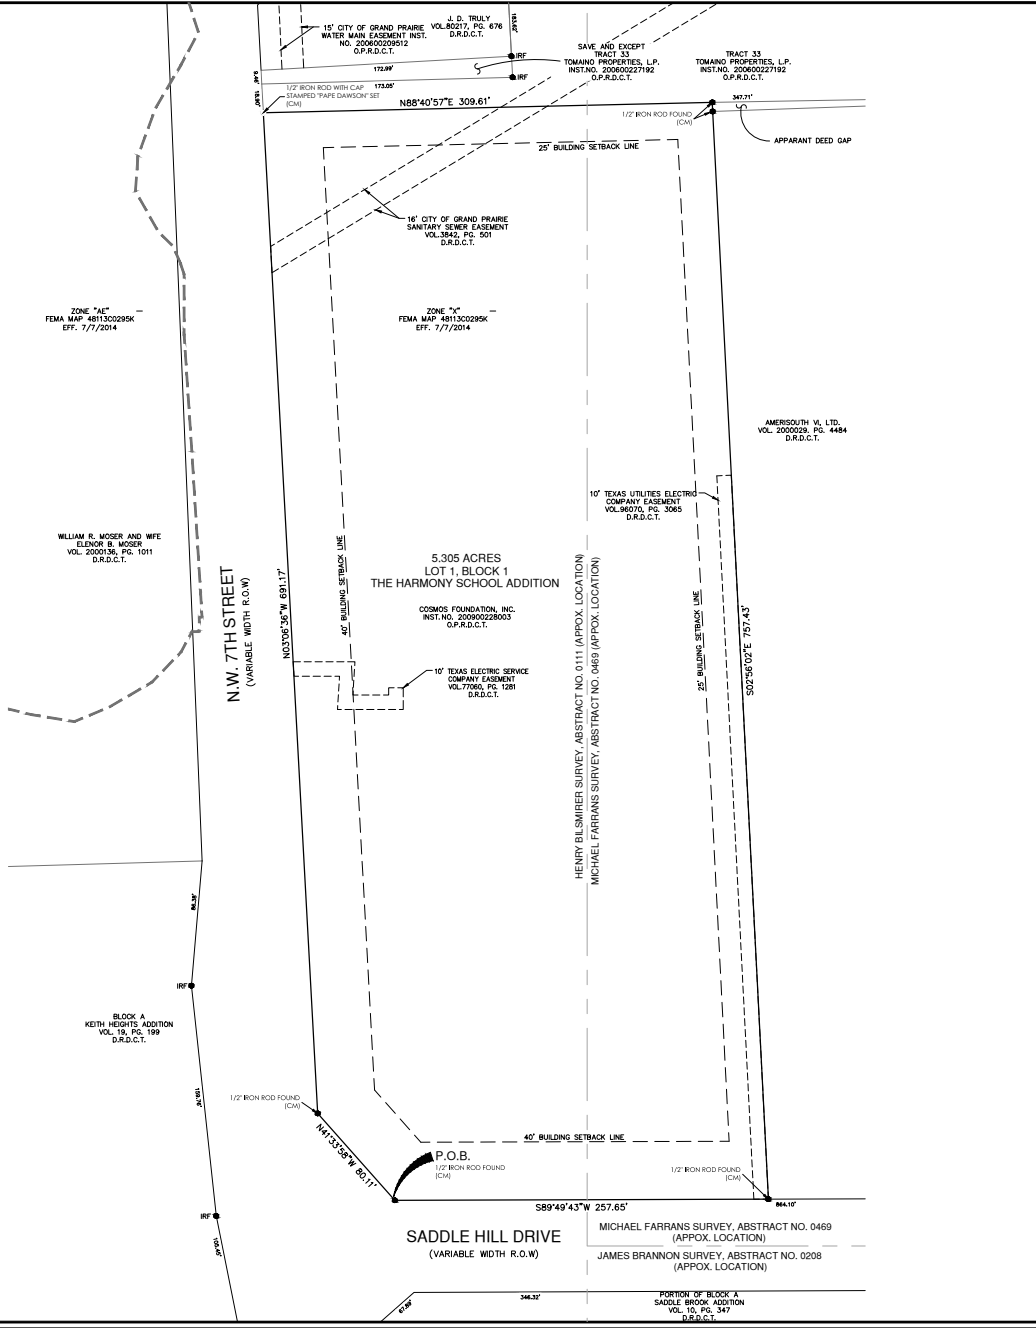 15' CITY OF GRAND PRAIRIE
WATER MAIN EASEMENT INST.
NO. 200600209512
O.P.R.D.C.T.
J. D. TRULY
VOL.80217, PG. 676
D.R.D.C.T.
163.62'
IRF
IRF
SAVE AND EXCEPT
TRACT 33
TOMAINO PROPERTIES, L.P.
INST.NO. 200600227192
O.P.R.D.C.T.
TRACT 33
TOMAINO PROPERTIES, L.P.
INST.NO. 200600227192
O.P.R.D.C.T.
172.99'
173.05'
1/2" IRON ROD WITH CAP
STAMPED "PAPE DAWSON" SET
(CM)
N88°40'57"E 309.61'
347.71'
1/2" IRON ROD FOUND
(CM)
APPARANT DEED GAP
25' BUILDING SETBACK LINE
16' CITY OF GRAND PRAIRIE
SANITARY SEWER EASEMENT
VOL.3842, PG. 501
D.R.D.C.T.
ZONE "AE"
FEMA MAP 48113C0295K
EFF. 7/7/2014
ZONE "X"
FEMA MAP 48113C0295K
EFF. 7/7/2014
AMERISOUTH VI, LTD.
VOL. 2000029. PG. 4484
D.R.D.C.T.
10' TEXAS UTILITIES ELECTRIC
COMPANY EASEMENT
VOL.96070, PG. 3065
D.R.D.C.T.
WILLIAM R. MOSER AND WIFE
ELENOR B. MOSER
VOL. 2000136, PG. 1011
D.R.D.C.T.
N.W. 7TH STREET
(VARIABLE WIDTH R.O.W)
N03°06'36"W 691.17'
40' BUILDING SETBACK LINE
5.305 ACRES
LOT 1, BLOCK 1
THE HARMONY SCHOOL ADDITION
COSMOS FOUNDATION, INC.
INST.NO. 200900228003
O.P.R.D.C.T.
10' TEXAS ELECTRIC SERVICE
COMPANY EASEMENT
VOL.77060, PG. 1281
D.R.D.C.T.
HENRY BILSMIRER SURVEY, ABSTRACT NO. 0111 (APPOX. LOCATION)
MICHAEL FARRANS SURVEY, ABSTRACT NO. 0469 (APPOX. LOCATION)
25' BUILDING SETBACK LINE
S02°56'02"E 757.43'
IRF
BLOCK A
KEITH HEIGHTS ADDITION
VOL. 19, PG. 199
D.R.D.C.T.
1/2" IRON ROD FOUND
(CM)
N41°33'58"W 80.11'
40' BUILDING SETBACK LINE
P.O.B.
1/2" IRON ROD FOUND
(CM)
1/2" IRON ROD FOUND
(CM)
S89°49'43"W 257.65'
864.10'
IRF
SADDLE HILL DRIVE
(VARIABLE WIDTH R.O.W)
MICHAEL FARRANS SURVEY, ABSTRACT NO. 0469
(APPOX. LOCATION)
JAMES BRANNON SURVEY, ABSTRACT NO. 0208
(APPOX. LOCATION)
346.32'
PORTION OF BLOCK A
SADDLE BROOK ADDITION
VOL. 10, PG. 347
D.R.D.C.T.